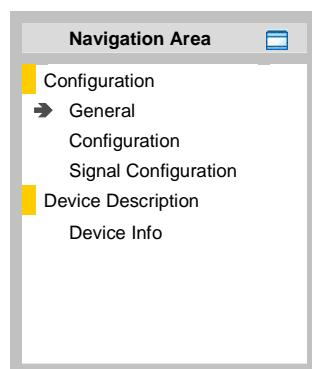 Navigation Area
Configuration
General
Configuration
Signal Configuration
Device Description
Device Info